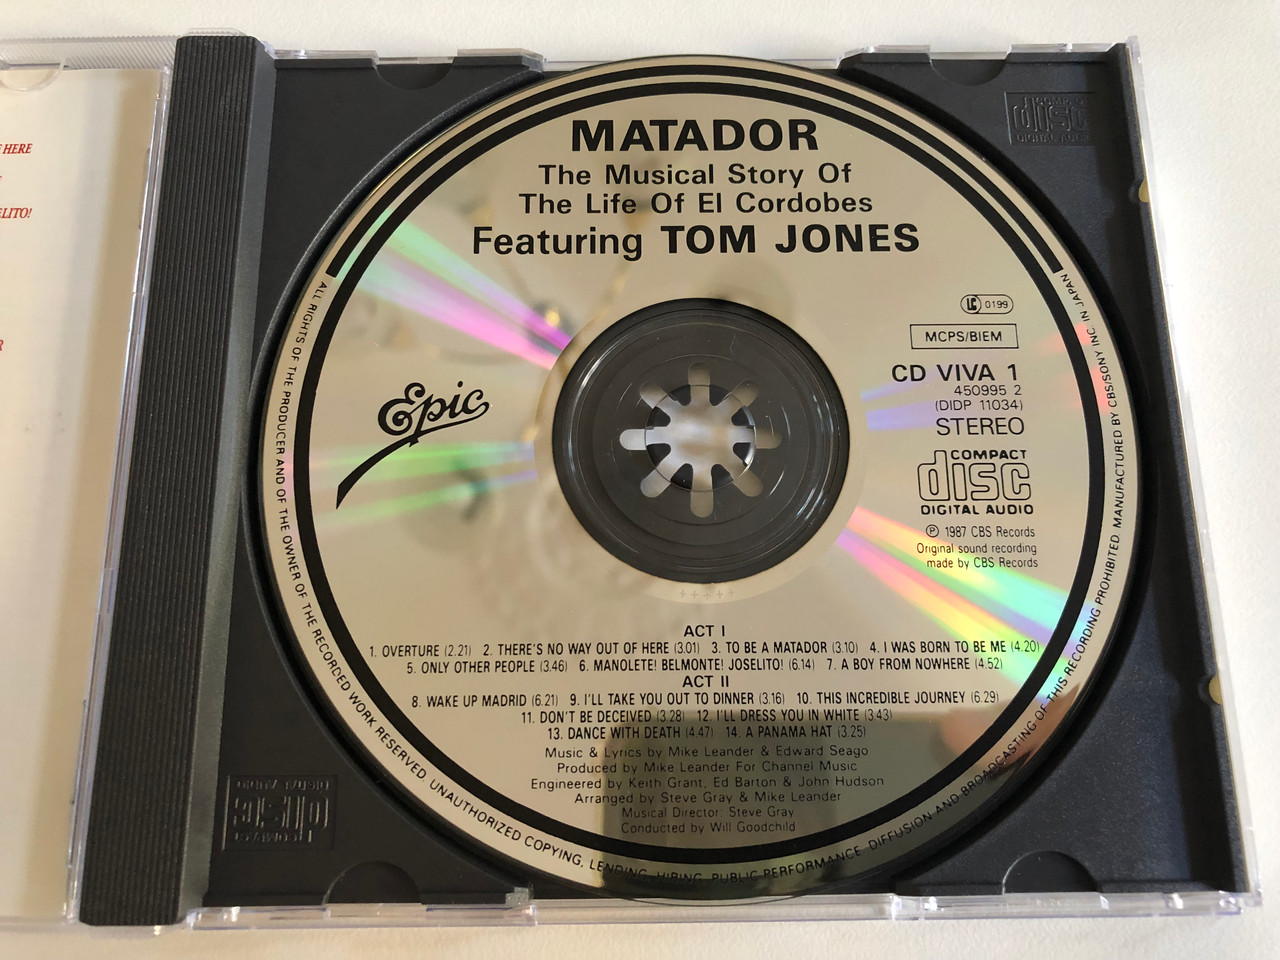 HERE
ELITO!
R
MATADOR
The Musical Story Of
The Life Of El Cordobes
Featuring TOM JONES
LC 0199
MCPS/BIEM
CD VIVA 1
450995 2
(DIDP 11034)
STEREO
COMPACT
disc
DIGITAL AUDIO
℗ 1987 CBS Records
Original sound recording
made by CBS Records
Epic
ACT I
1. OVERTURE (2.21) 2. THERE'S NO WAY OUT OF HERE (3.01) 3. TO BE A MATADOR (3.10) 4. I WAS BORN TO BE ME (4.20)
5. ONLY OTHER PEOPLE (3.46) 6. MANOLETE! BELMONTE! JOSELITO! (6.14) 7. A BOY FROM NOWHERE (4.52)
ACT II
8. WAKE UP MADRID (6.21) 9. I'LL TAKE YOU OUT TO DINNER (3.16) 10. THIS INCREDIBLE JOURNEY (6.29)
11. DON'T BE DECEIVED (3.28) 12. I'LL DRESS YOU IN WHITE (3.43)
13. DANCE WITH DEATH (4.47) 14. A PANAMA HAT (3.25)
Music & Lyrics by Mike Leander & Edward Seago
Produced by Mike Leander For Channel Music
Engineered by Keith Grant, Ed Barton & John Hudson
Arranged by Steve Gray & Mike Leander
Musical Director: Steve Gray
Conducted by Will Goodchild
ALL RIGHTS OF THE PRODUCER AND OF THE OWNER OF THE RECORDED WORK RESERVED. UNAUTHORIZED COPYING, LENDING, HIRING, PUBLIC PERFORMANCE, DIFFUSION AND BROADCASTING OF THIS RECORDING PROHIBITED. MANUFACTURED BY CBS/SONY INC. IN JAPAN
COMPACT
disc
DIGITAL AUDIO
COMPACT
disc
DIGITAL AUDIO